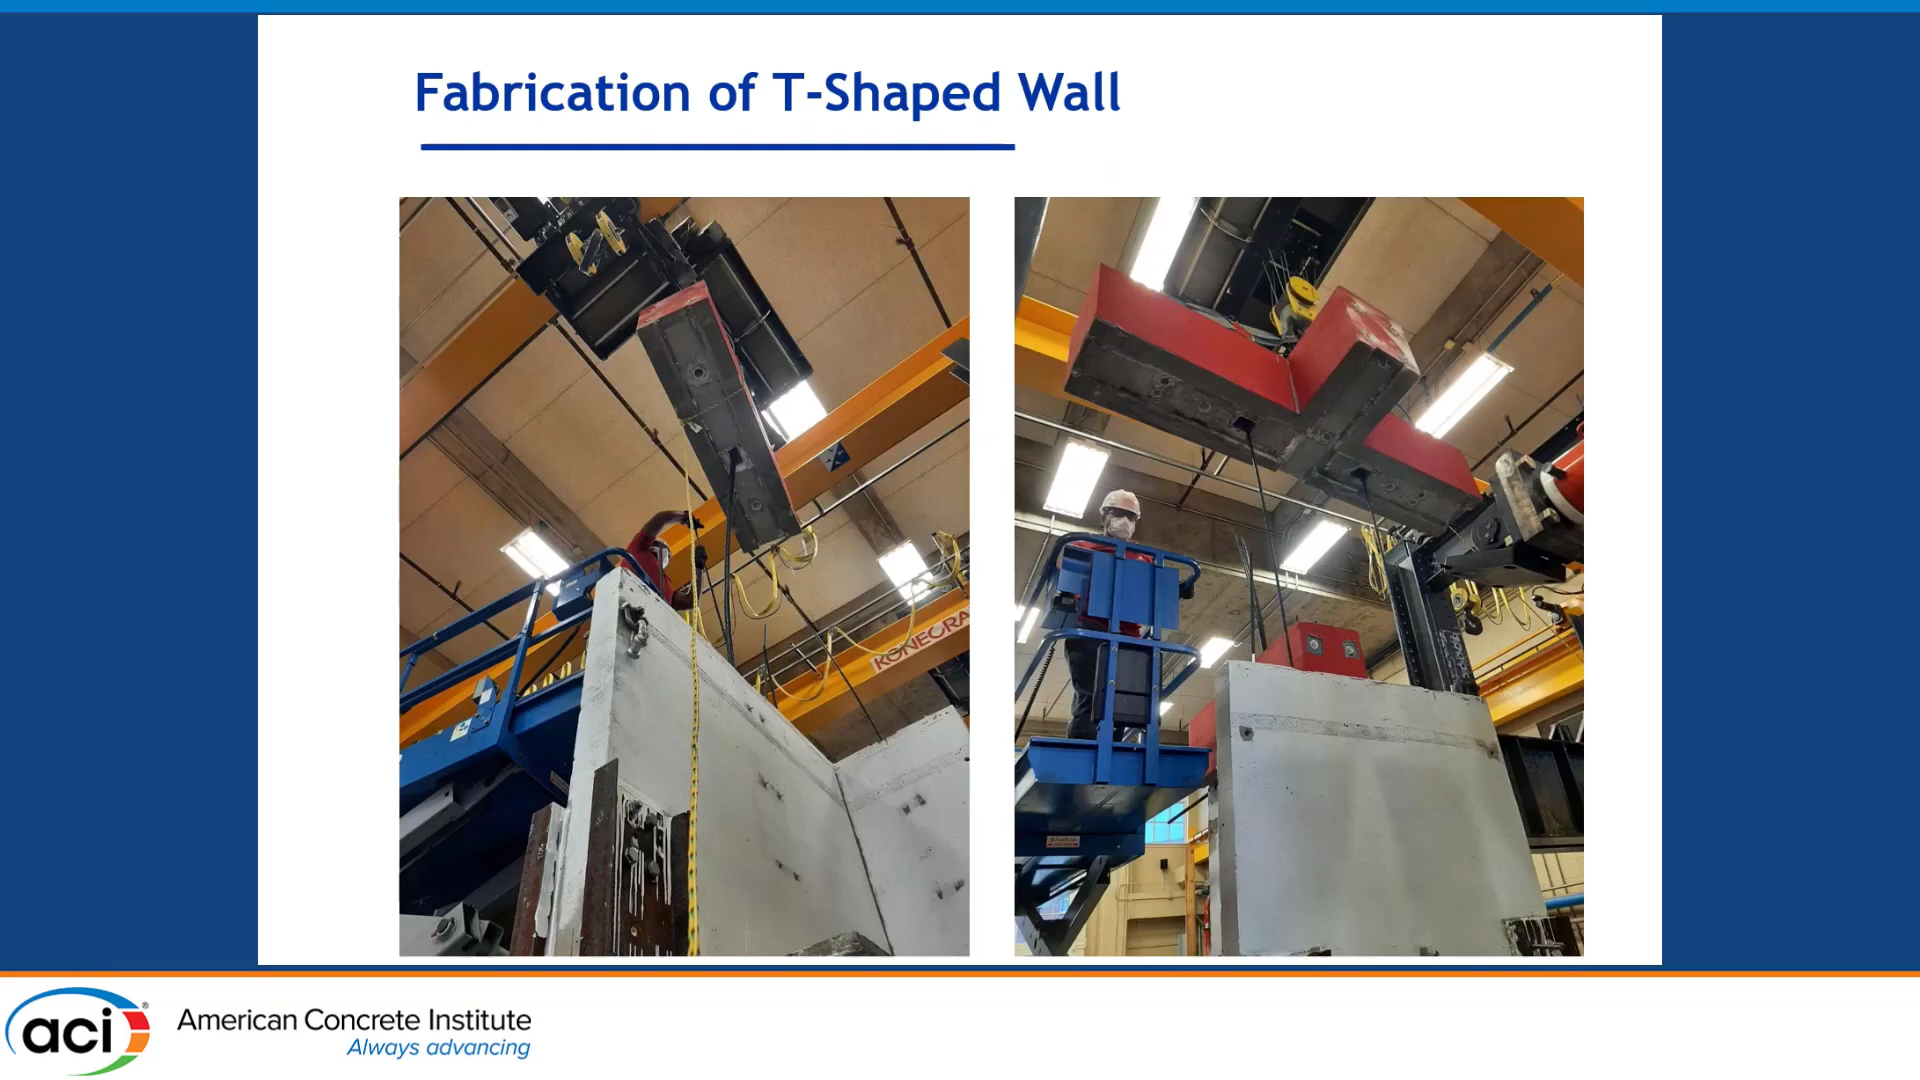 Fabrication of T-Shaped Wall
KONECRA
aci®
American Concrete Institute
Always advancing